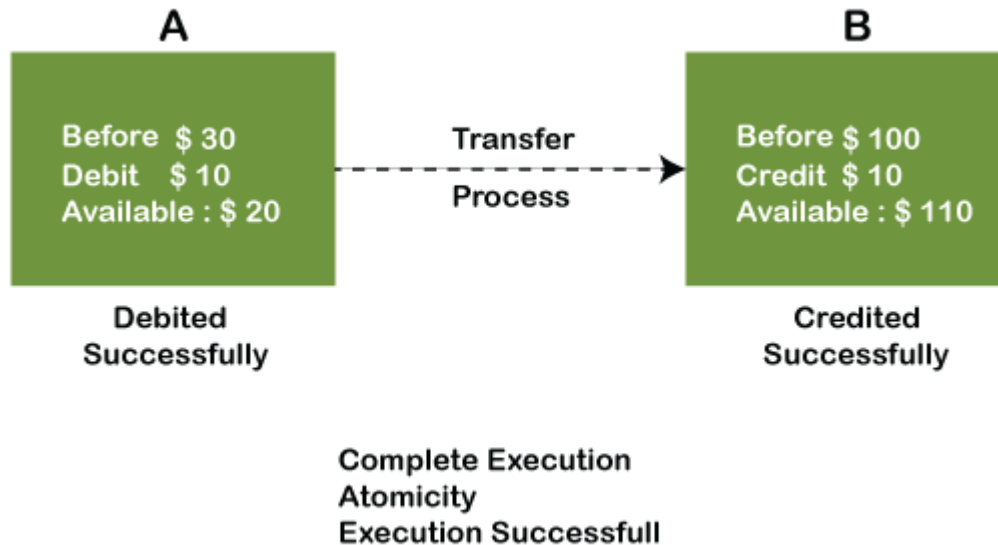 A
B
Before $ 30
Debit $ 10
Available : $ 20
Transfer
Process
Before $ 100
Credit $ 10
Available : $ 110
Debited
Successfully
Credited
Successfully
Complete Execution
Atomicity
Execution Successfull